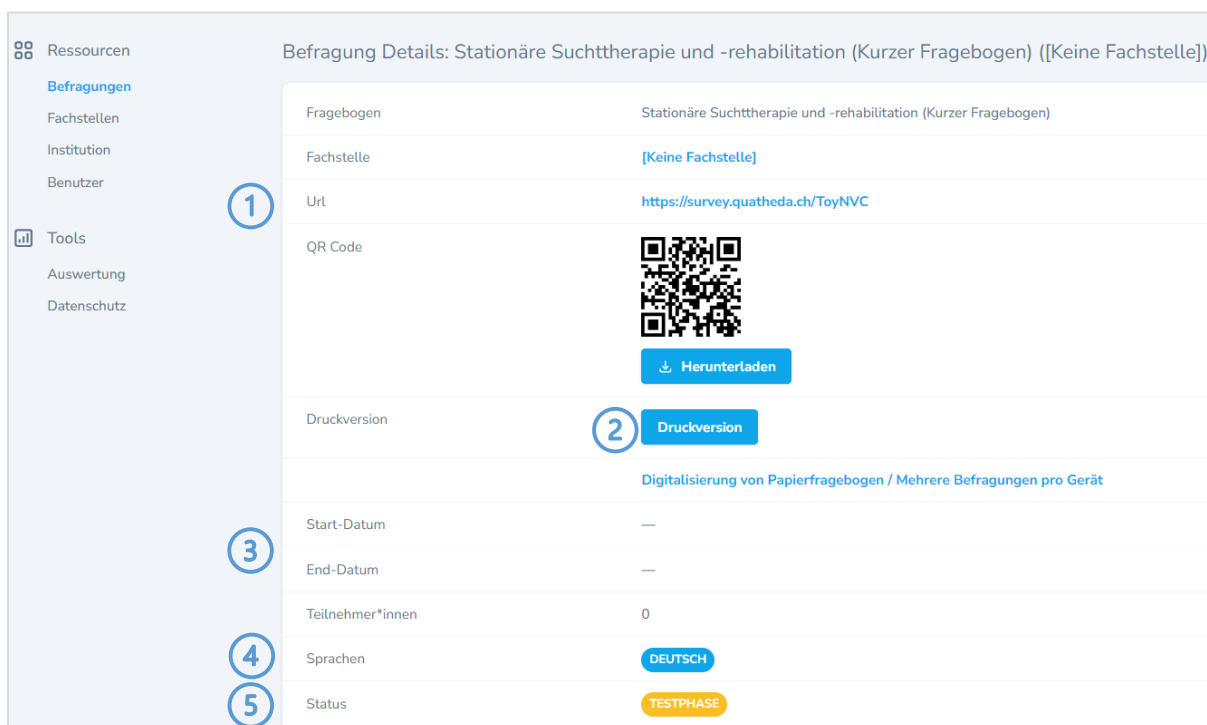 Ressourcen
Befragungen
Fachstellen
Institution
Benutzer
Tools
Auswertung
Datenschutz
Befragung Details: Stationäre Suchttherapie und -rehabilitation (Kurzer Fragebogen) ([Keine Fachstelle])
Fragebogen Stationäre Suchttherapie und -rehabilitation (Kurzer Fragebogen)
Fachstelle [Keine Fachstelle]
1 Url https://survey.quatheda.ch/ToyNVC
QR Code
Herunterladen
Druckversion 2 Druckversion
Digitalisierung von Papierfragebogen / Mehrere Befragungen pro Gerät
Start-Datum —
3
End-Datum —
Teilnehmer*innen 0
4 Sprachen DEUTSCH
5 Status TESTPHASE